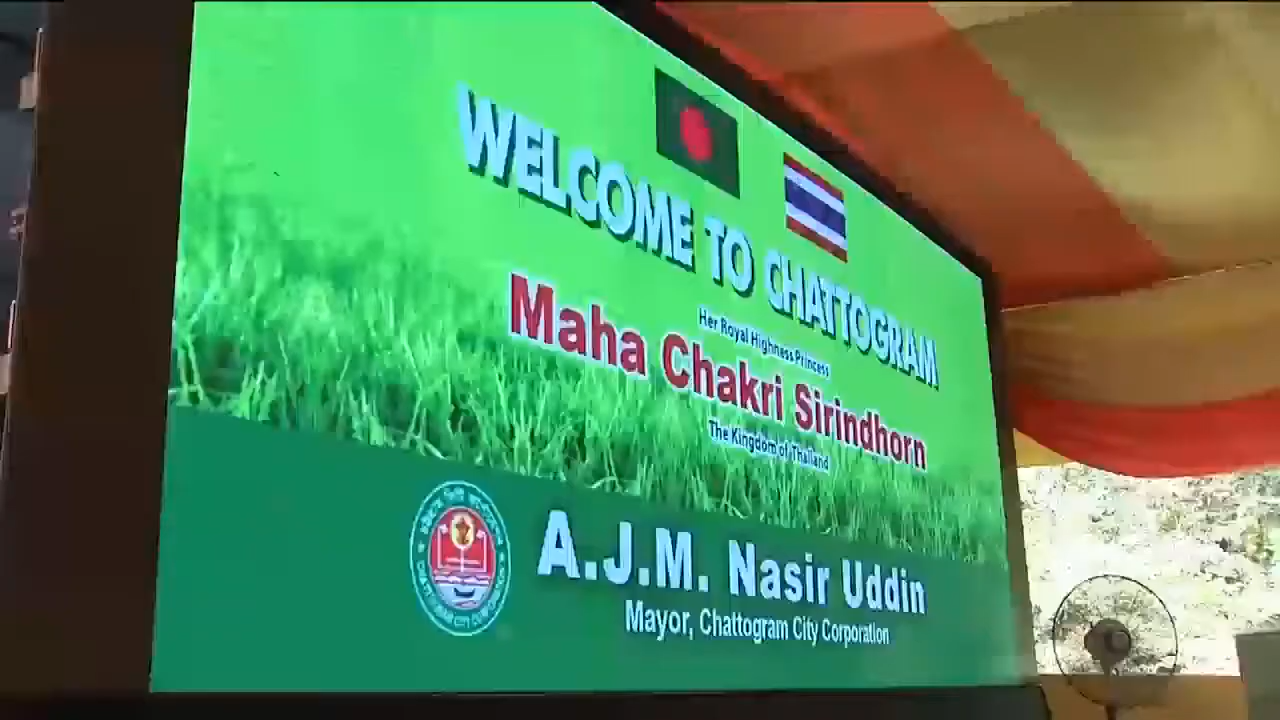 WELCOME TO CHATTOGRAM
Her Royal Highness Princess
Maha Chakri Sirindhorn
The Kingdom of Thailand
A.J.M. Nasir Uddin
Mayor, Chattogram City Corporation